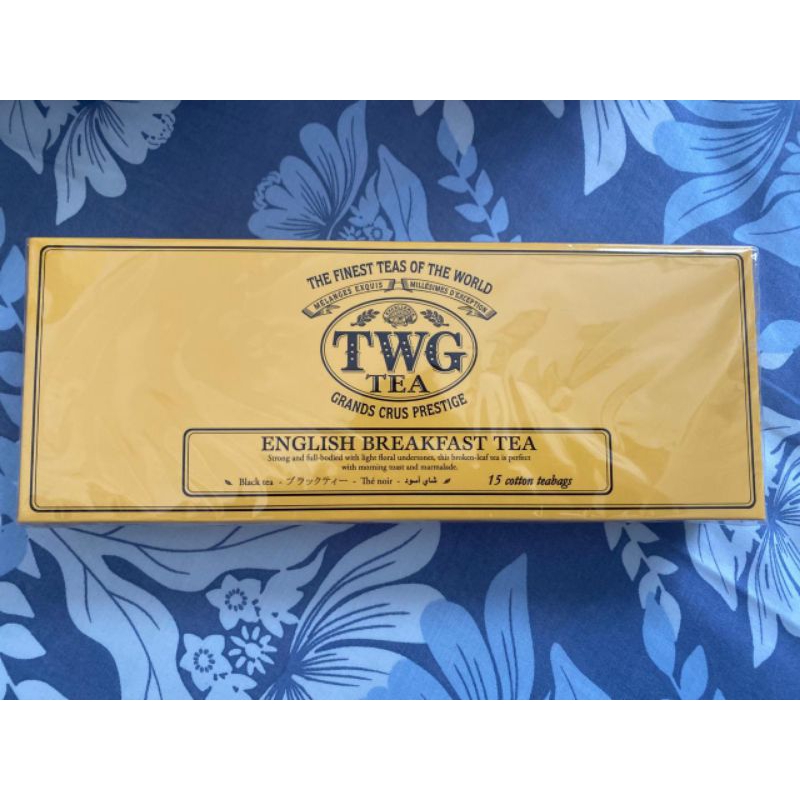 THE FINEST TEAS OF THE WORLD
MÉLANGES EXQUIS MILLÉSIMES D'EXCEPTION
TWG
TEA
GRANDS CRUS PRESTIGE
ENGLISH BREAKFAST TEA
Strong and full-bodied with light floral undertones, this broken-leaf tea is perfect
with morning toast and marmalade.
Black tea - ブラックティー - Thé noir - شاي أسود
15 cotton teabags